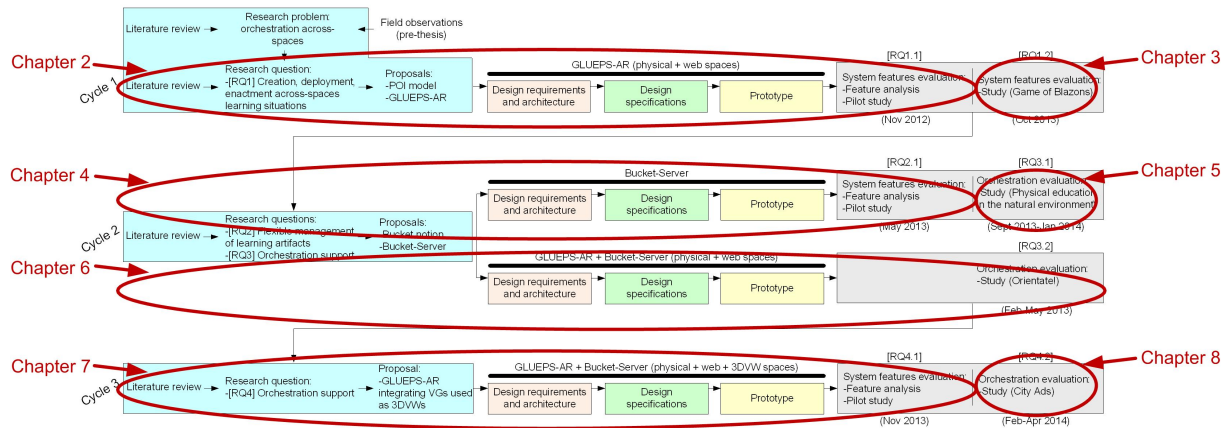 Literature review
Research problem:
orchestration across-
spaces
Field observations
(pre-thesis)
Chapter 2
Cycle 1
Literature review
Research question:
-[RQ1] Creation, deployment,
enactment across-spaces
learning situations
Proposals:
-POI model
-GLUEPS-AR
GLUEPS-AR (physical + web spaces)
Design requirements
and architecture
Design
specifications
Prototype
[RQ1.1]
System features evaluation:
-Feature analysis
-Pilot study
(Nov 2012)
[RQ1.2]
System features evaluation:
-Study (Game of Blazons)
(Oct 2013)
Chapter 3
Chapter 4
Cycle 2
Literature review
Research questions:
-[RQ2] Flexible management
of learning artifacts
-[RQ3] Orchestration support
Proposals:
-Bucket notion
-Bucket-Server
Bucket-Server
Design requirements
and architecture
Design
specifications
Prototype
[RQ2.1]
System features evaluation:
-Feature analysis
-Pilot study
(May 2013)
[RQ3.1]
Orchestration evaluation:
-Study (Physical education
in the natural environment)
(Sept 2013-Jan 2014)
Chapter 5
Chapter 6
GLUEPS-AR + Bucket-Server (physical + web spaces)
Design requirements
and architecture
Design
specifications
Prototype
[RQ3.2]
Orchestration evaluation:
-Study (Orientate!)
(Feb-May 2013)
Chapter 7
Cycle 3
Literature review
Research question:
-[RQ4] Orchestration support
Proposal:
-GLUEPS-AR
integrating VGs used
as 3DVWs
GLUEPS-AR + Bucket-Server (physical + web + 3DVW spaces)
Design requirements
and architecture
Design
specifications
Prototype
[RQ4.1]
System features evaluation:
-Feature analysis
-Pilot study
(Nov 2013)
[RQ4.2]
Orchestration evaluation:
-Study (City Ads)
(Feb-Apr 2014)
Chapter 8